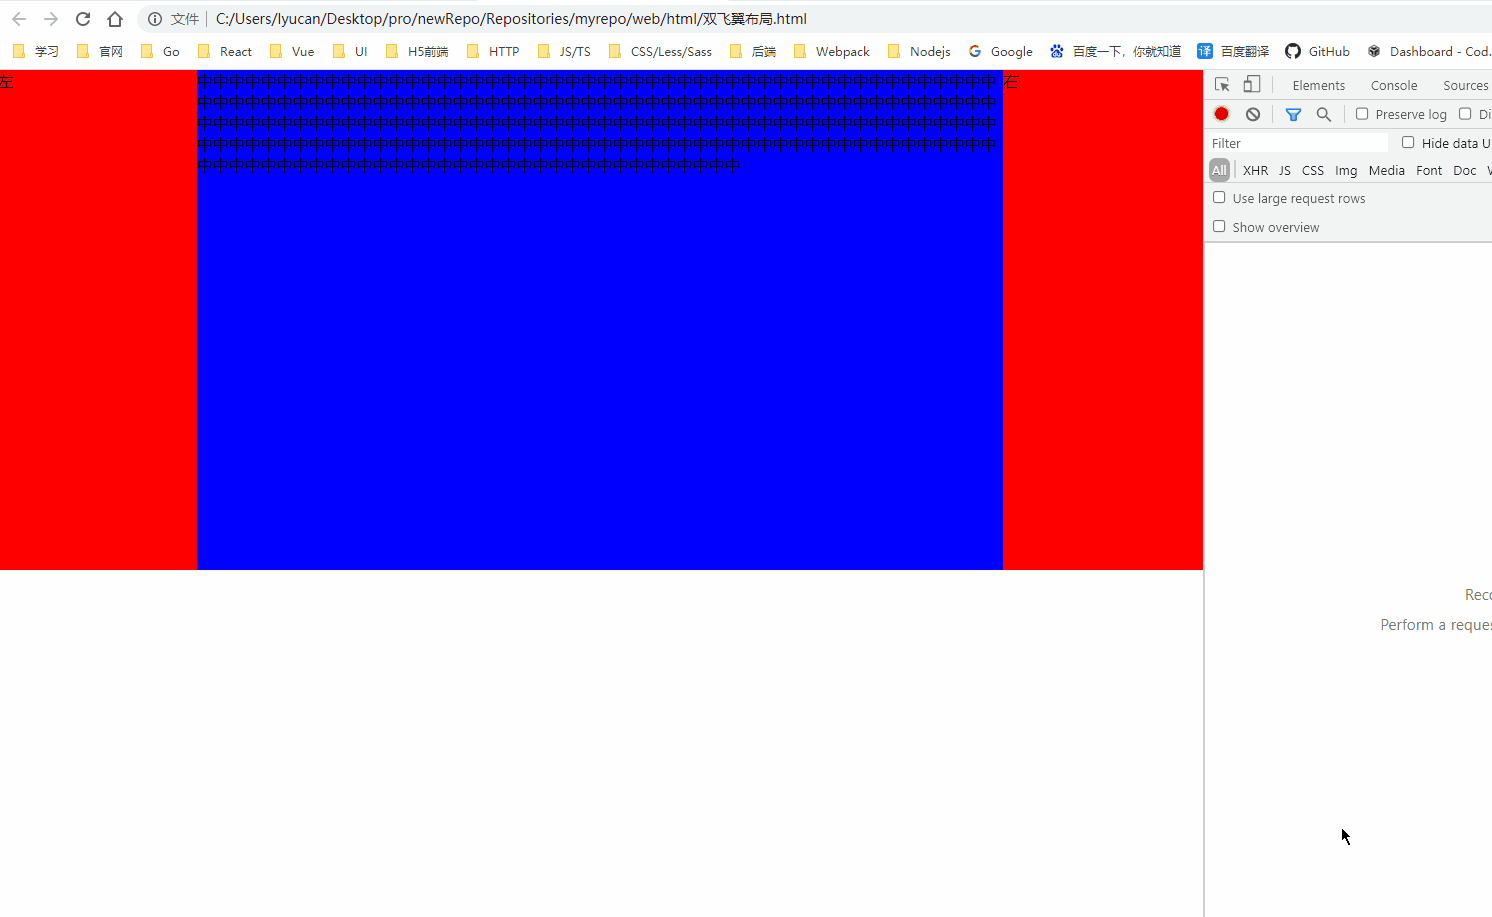 文件 C:/Users/lyucan/Desktop/pro/newRepo/Repositories/myrepo/web/html/双飞翼布局.html
学习 官网 Go React Vue UI H5前端 HTTP JS/TS CSS/Less/Sass 后端 Webpack Nodejs Google 百度一下，你就知道 译 百度翻译 GitHub Dashboard - Cod
左
中中中中中中中中中中中中中中中中中中中中中中中中中中中中中中中中中中中中中中中中中中中中中中中中中中
中中中中中中中中中中中中中中中中中中中中中中中中中中中中中中中中中中中中中中中中中中中中中中中中中中
中中中中中中中中中中中中中中中中中中中中中中中中中中中中中中中中中中中中中中中中中中中中中中中中中中
中中中中中中中中中中中中中中中中中中中中中中中中中中中中中中中中中中中中中中中中中中中中中中中中中中
中中中中中中中中中中中中中中中中中中中中中中中中中中中中中中中中中中
右
Elements Console Sources
Preserve log Di
Filter Hide data U
All XHR JS CSS Img Media Font Doc
Use large request rows
Show overview
Reco
Perform a reques